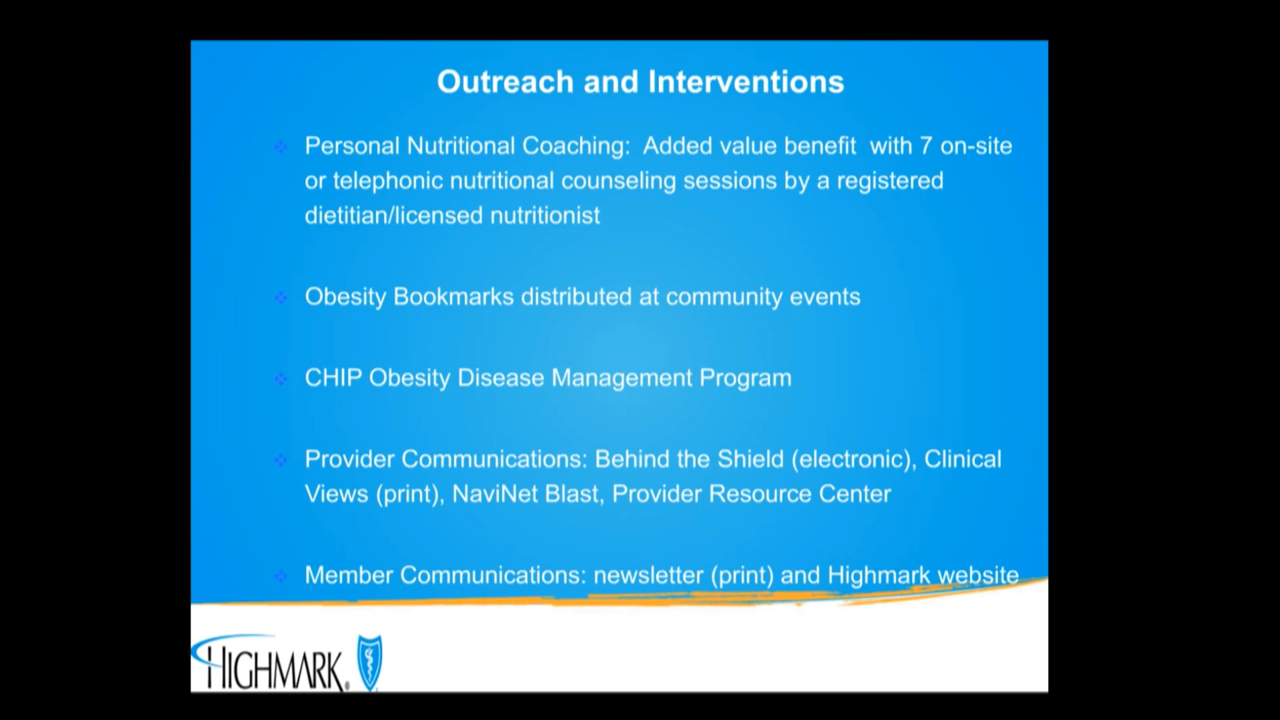 Outreach and Interventions
Personal Nutritional Coaching: Added value benefit with 7 on-site
or telephonic nutritional counseling sessions by a registered
dietitian/licensed nutritionist
Obesity Bookmarks distributed at community events
CHIP Obesity Disease Management Program
Provider Communications: Behind the Shield (electronic), Clinical
Views (print), NaviNet Blast, Provider Resource Center
Member Communications: newsletter (print) and Highmark website
HIGHMARK®